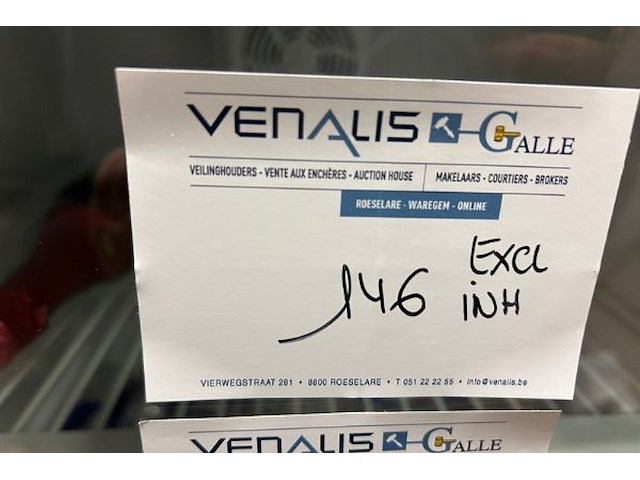 VENALIS GALLE
VEILINGHOUDERS - VENTE AUX ENCHÈRES - AUCTION HOUSE MAKELAARS - COURTIERS - BROKERS
ROESELARE - WAREGEM - ONLINE
146 EXCL
INH
VIERWEGSTRAAT 281 • 8800 ROESELARE • T 051 22 22 55 • info@venalis.be
VENALIS GALLE